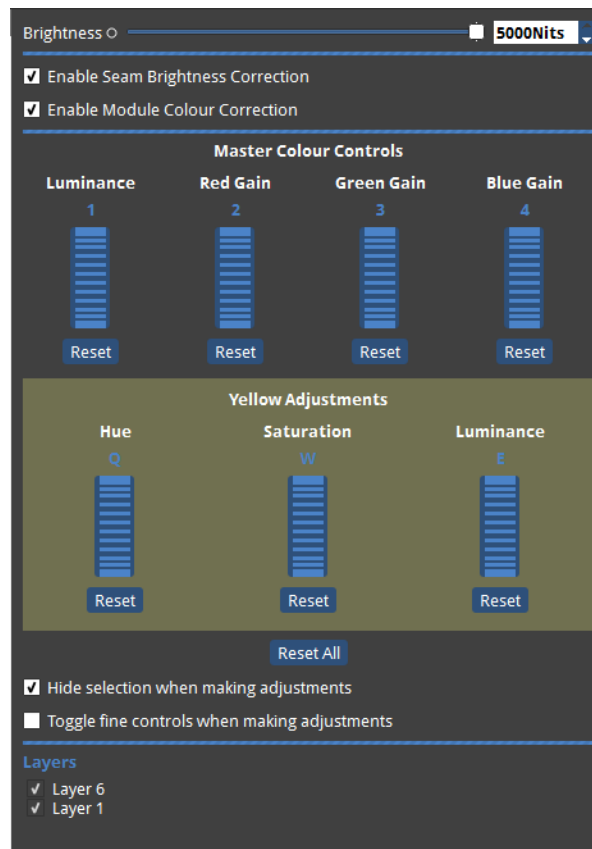 Brightness 5000Nits
Enable Seam Brightness Correction
Enable Module Colour Correction
Master Colour Controls
Luminance Red Gain Green Gain Blue Gain
1 2 3 4
Reset Reset Reset Reset
Yellow Adjustments
Hue Saturation Luminance
Q W E
Reset Reset Reset
Reset All
Hide selection when making adjustments
Toggle fine controls when making adjustments
Layers
Layer 6
Layer 1